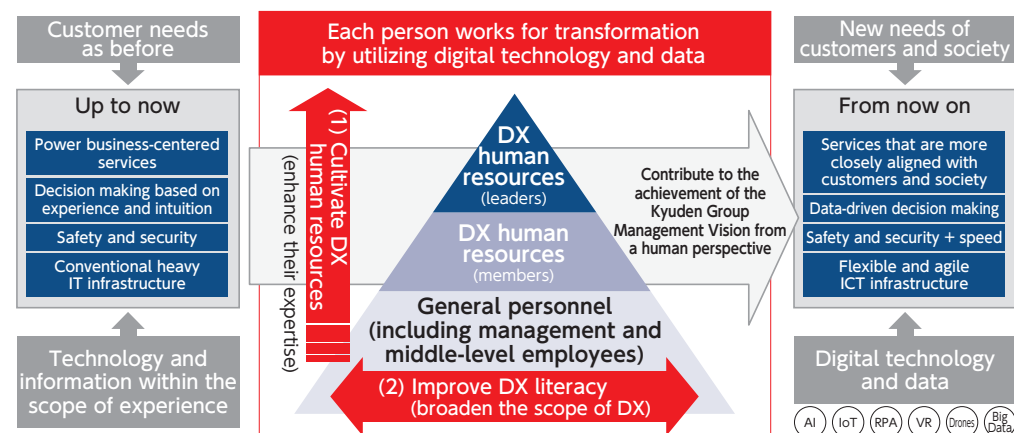 Customer needs
as before
Up to now
Power business-centered
services
Decision making based on
experience and intuition
Safety and security
Conventional heavy
IT infrastructure
Technology and
information within the
scope of experience
Each person works for transformation
by utilizing digital technology and data
(1) Cultivate DX
human resources
(enhance their expertise)
DX
human
resources
(leaders)
DX human
resources
(members)
General personnel
(including management and
middle-level employees)
(2) Improve DX literacy
(broaden the scope of DX)
Contribute to the
achievement of the
Kyuden Group
Management Vision from
a human perspective
New needs of
customers and society
From now on
Services that are more
closely aligned with
customers and society
Data-driven decision making
Safety and security + speed
Flexible and agile
ICT infrastructure
Digital technology
and data
AI
IoT
RPA
VR
Drones
Big
Data